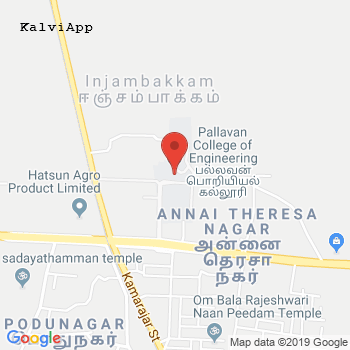 KalviApp
Injambakkam
ஈஞ்சம்பாக்கம்
Pallavan
College of
Engineering
பல்லவன்
பொறியியல்
கல்லூரி
Hatsun Agro
Product Limited
ANNAI THERESA
NAGAR
அன்னை
தெரசா
நகர்
sadayathamman temple
Kamarajar St
Om Bala Rajeshwari
Naan Peedam Temple
PODUNAGAR
துநகர்
Google
Map data ©2019 Google